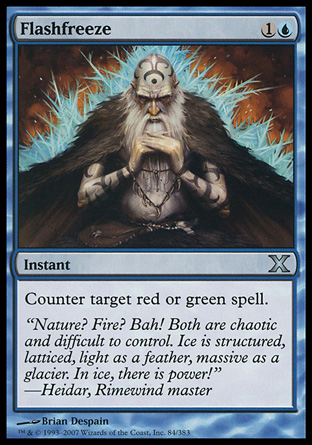 Flashfreeze 1
Instant X
Counter target red or green spell.
“Nature? Fire? Bah! Both are chaotic
and difficult to control. Ice is structured,
latticed, light as a feather, massive as a
glacier. In ice, there is power!”
—Heidar, Rimewind master
Brian Despain
™ & © 1993–2007 Wizards of the Coast, Inc. 84/383